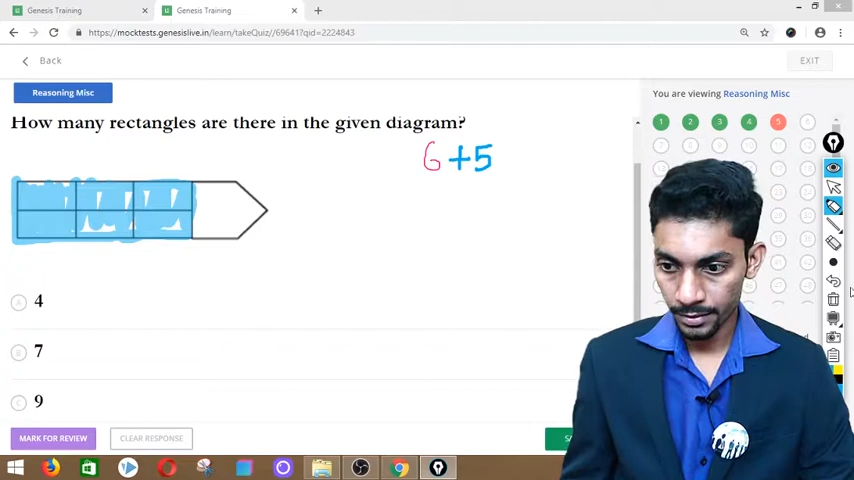 Genesis Training
Genesis Training
https://mocktests.genesislive.in/learn/takeQuiz//69641?qid=2224843
Back
EXIT
Reasoning Misc
You are viewing Reasoning Misc
How many rectangles are there in the given diagram?
1 2 3 4 5 6
7
6 +5
A 4
B 7
C 9
MARK FOR REVIEW
CLEAR RESPONSE